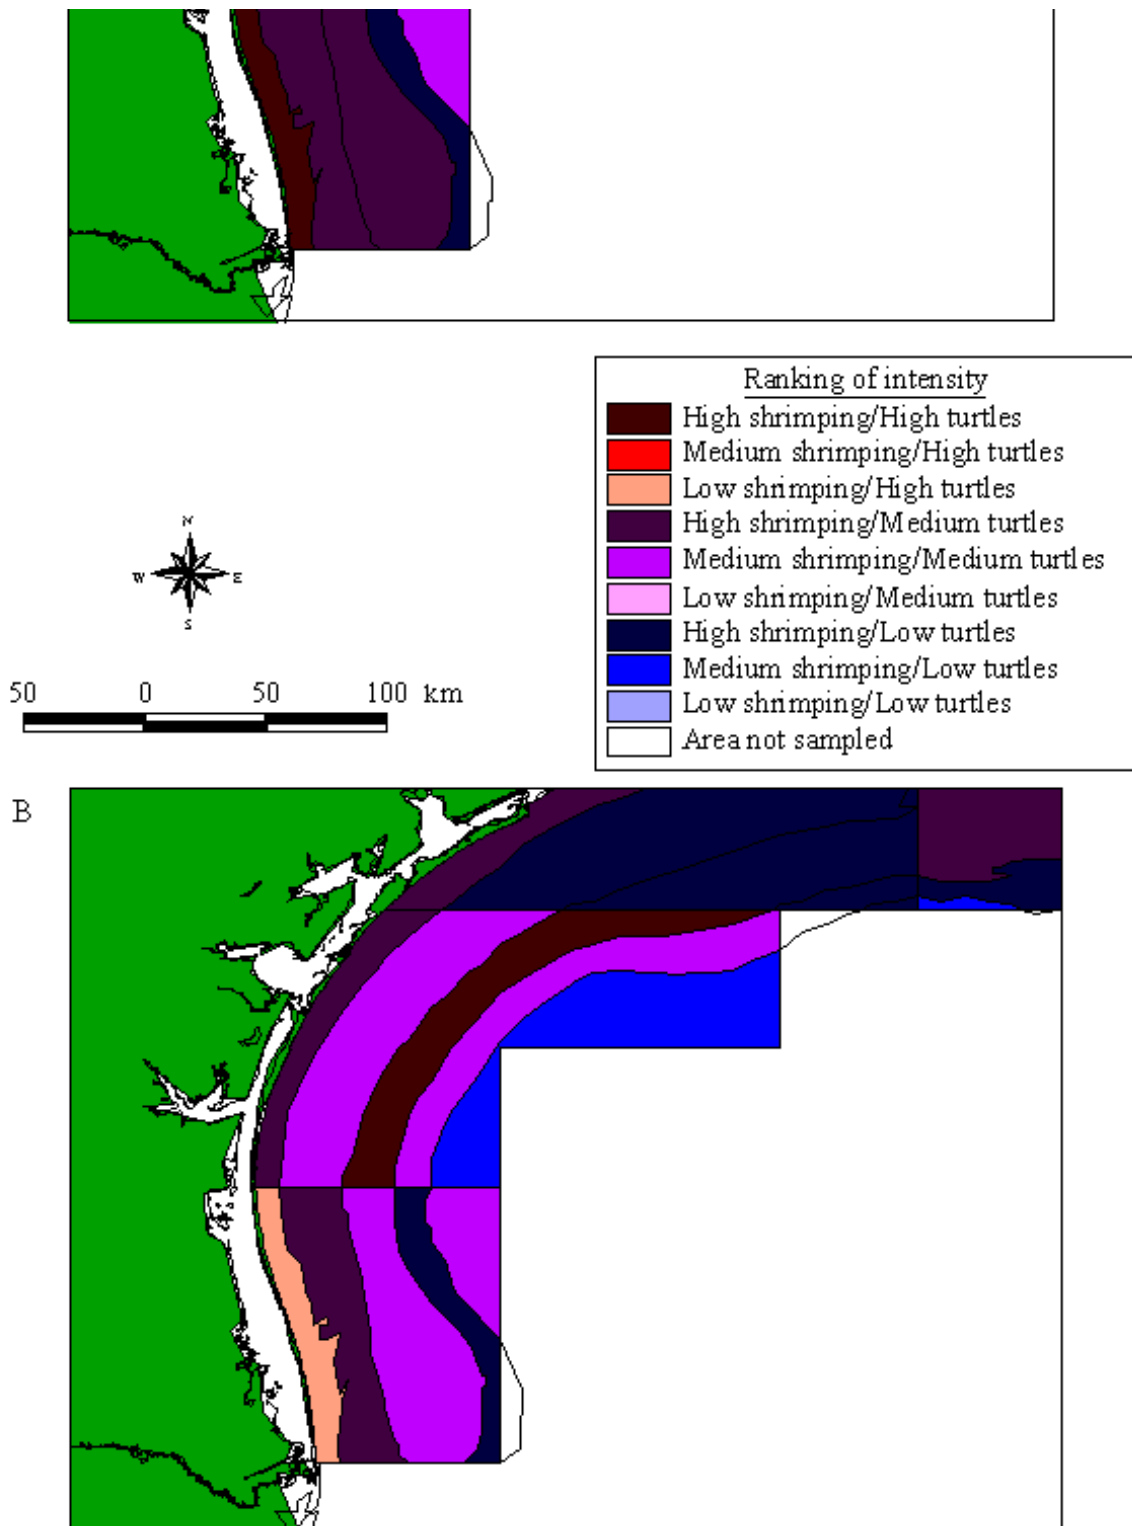 Ranking of intensity
High shrimping/High turtles
Medium shrimping/High turtles
Low shrimping/High turtles
High shrimping/Medium turtles
Medium shrimping/Medium turtles
Low shrimping/Medium turtles
High shrimping/Low turtles
Medium shrimping/Low turtles
Low shrimping/Low turtles
Area not sampled
N
W E
S
50 0 50 100 km
B